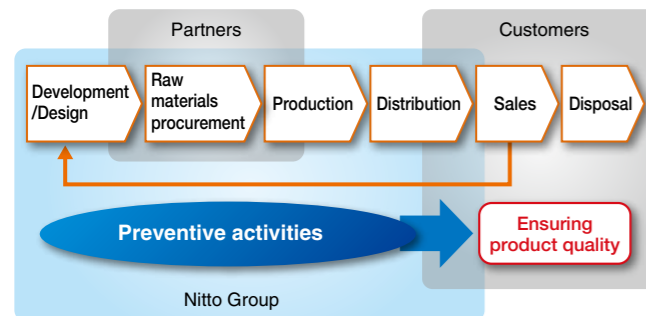 Partners
Customers
Development
/Design
Raw
materials
procurement
Production
Distribution
Sales
Disposal
Preventive activities
Ensuring
product quality
Nitto Group